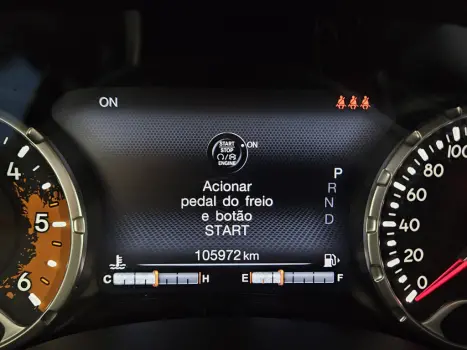 ON
START
STOP
ENGINE
ON
Acionar
pedal do freio
e botão
START
P
R
N
D
105972 km
C H E F
4
5
6
100
80
60
40
20
0